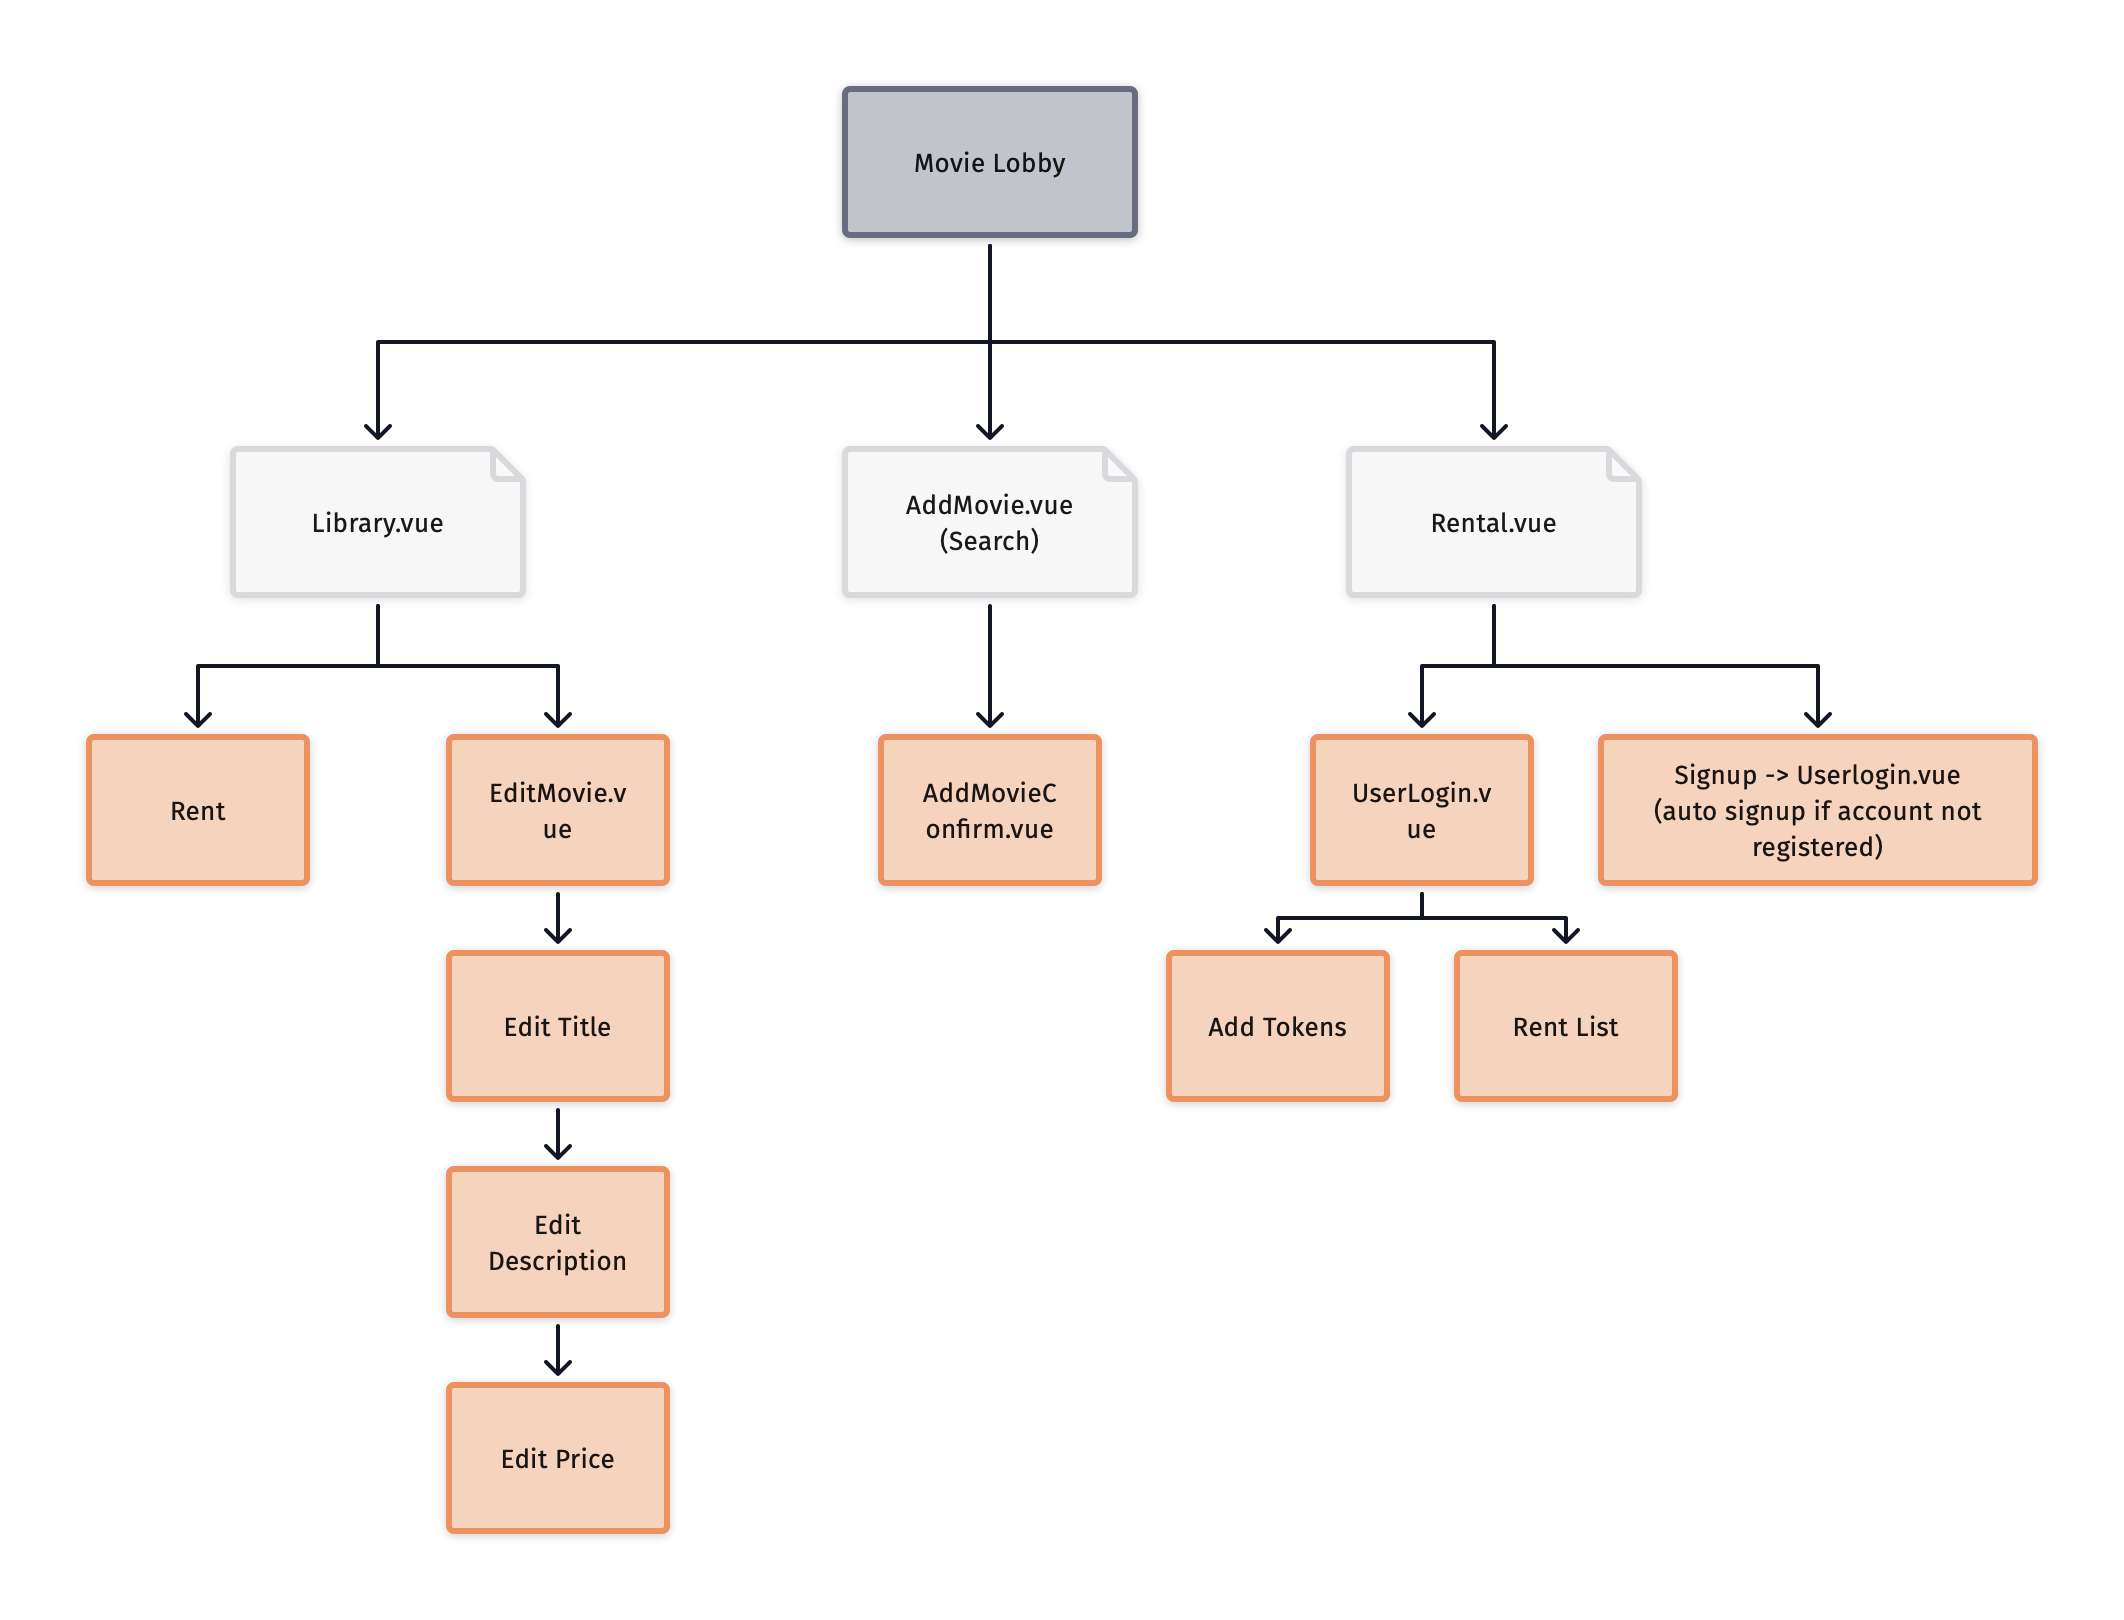 Movie Lobby
Library.vue
AddMovie.vue
(Search)
Rental.vue
Rent
EditMovie.v
ue
AddMovieC
onfirm.vue
UserLogin.v
ue
Signup -> Userlogin.vue
(auto signup if account not
registered)
Edit Title
Add Tokens
Rent List
Edit
Description
Edit Price